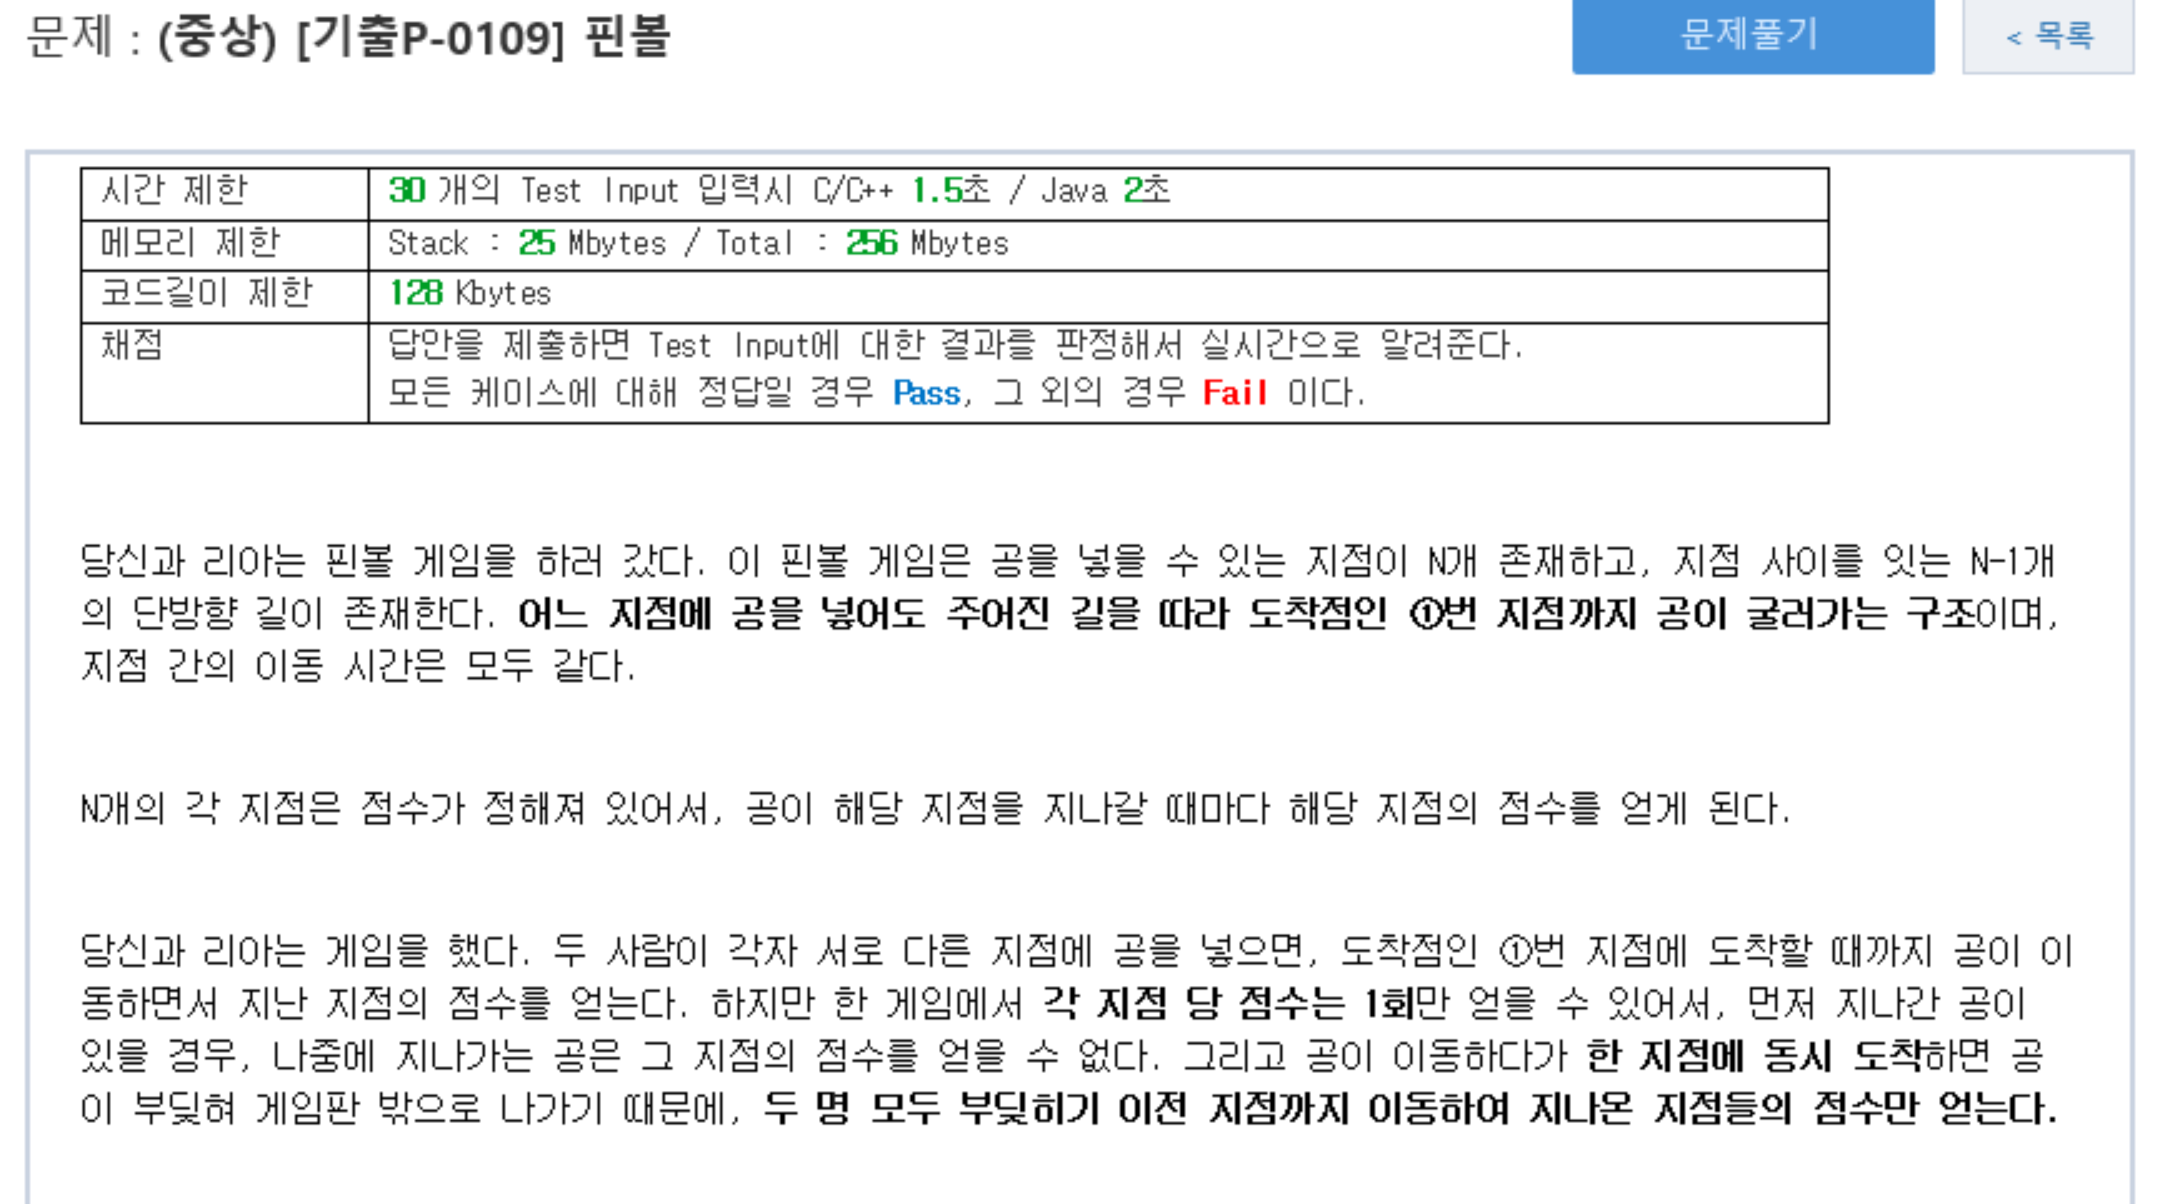 문제 : (중상) [기출P-0109] 핀볼
문제풀기
< 목록
시간 제한 30 개의 Test Input 입력시 C/C++ 1.5초 / Java 2초
메모리 제한 Stack : 25 Mbytes / Total : 256 Mbytes
코드길이 제한 128 Kbytes
채점 답안을 제출하면 Test Input에 대한 결과를 판정해서 실시간으로 알려준다.
모든 케이스에 대해 정답일 경우 Pass, 그 외의 경우 Fail 이다.
당신과 리아는 핀볼 게임을 하러 갔다. 이 핀볼 게임은 공을 넣을 수 있는 지점이 N개 존재하고, 지점 사이를 잇는 N-1개
의 단방향 길이 존재한다. 어느 지점에 공을 넣어도 주어진 길을 따라 도착점인 ①번 지점까지 공이 굴러가는 구조이며,
지점 간의 이동 시간은 모두 같다.
N개의 각 지점은 점수가 정해져 있어서, 공이 해당 지점을 지나갈 때마다 해당 지점의 점수를 얻게 된다.
당신과 리아는 게임을 했다. 두 사람이 각자 서로 다른 지점에 공을 넣으면, 도착점인 ①번 지점에 도착할 때까지 공이 이
동하면서 지난 지점의 점수를 얻는다. 하지만 한 게임에서 각 지점 당 점수는 1회만 얻을 수 있어서, 먼저 지나간 공이
있을 경우, 나중에 지나가는 공은 그 지점의 점수를 얻을 수 없다. 그리고 공이 이동하다가 한 지점에 동시 도착하면 공
이 부딪혀 게임판 밖으로 나가기 때문에, 두 명 모두 부딪히기 이전 지점까지 이동하여 지나온 지점들의 점수만 얻는다.